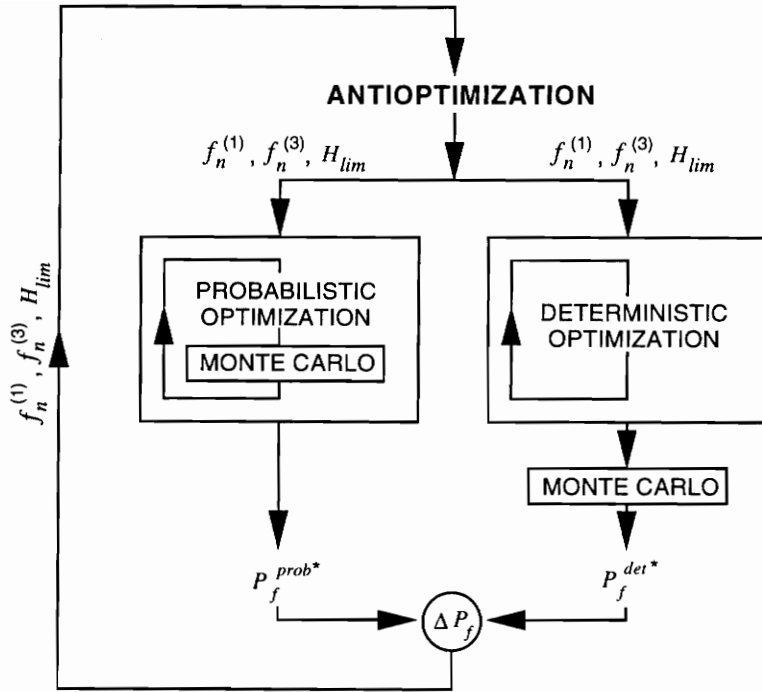 ANTIOPTIMIZATION
f_n^(1), f_n^(3), H_lim
f_n^(1), f_n^(3), H_lim
PROBABILISTIC
OPTIMIZATION
MONTE CARLO
DETERMINISTIC
OPTIMIZATION
MONTE CARLO
f_n^(1), f_n^(3), H_lim
P_f^prob*
P_f^det*
Δ P_f